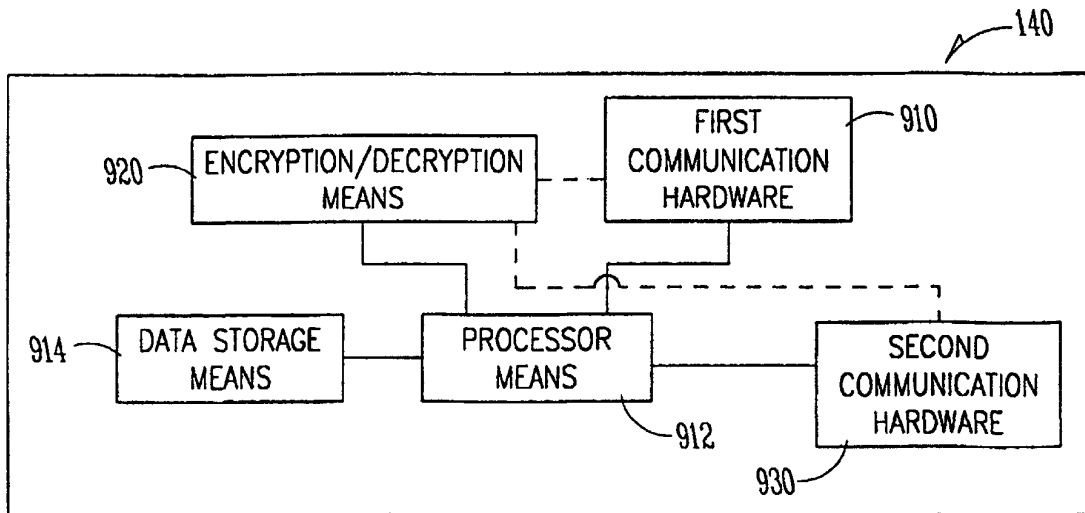 140
FIRST
COMMUNICATION
HARDWARE
910
920
ENCRYPTION/DECRYPTION
MEANS
914
DATA STORAGE
MEANS
PROCESSOR
MEANS
912
SECOND
COMMUNICATION
HARDWARE
930